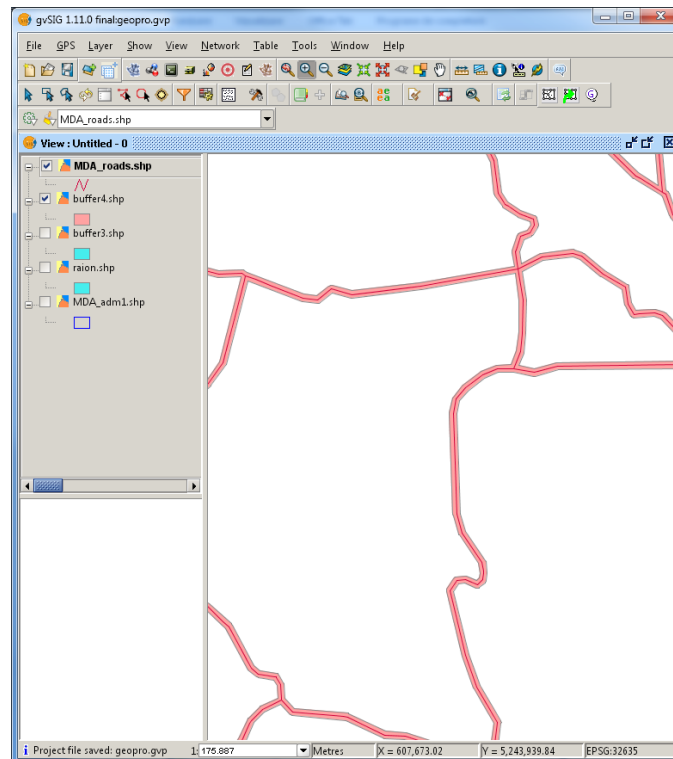 gvSIG 1.11.0 final:geopro.gvp
File GPS Layer Show View Network Table Tools Window Help
MDA_roads.shp
View : Untitled - 0
MDA_roads.shp
buffer4.shp
buffer3.shp
raion.shp
MDA_adm1.shp
Project file saved: geopro.gvp 1: 175.887 Metres X = 607,673.02 Y = 5,243,939.84 EPSG:32635